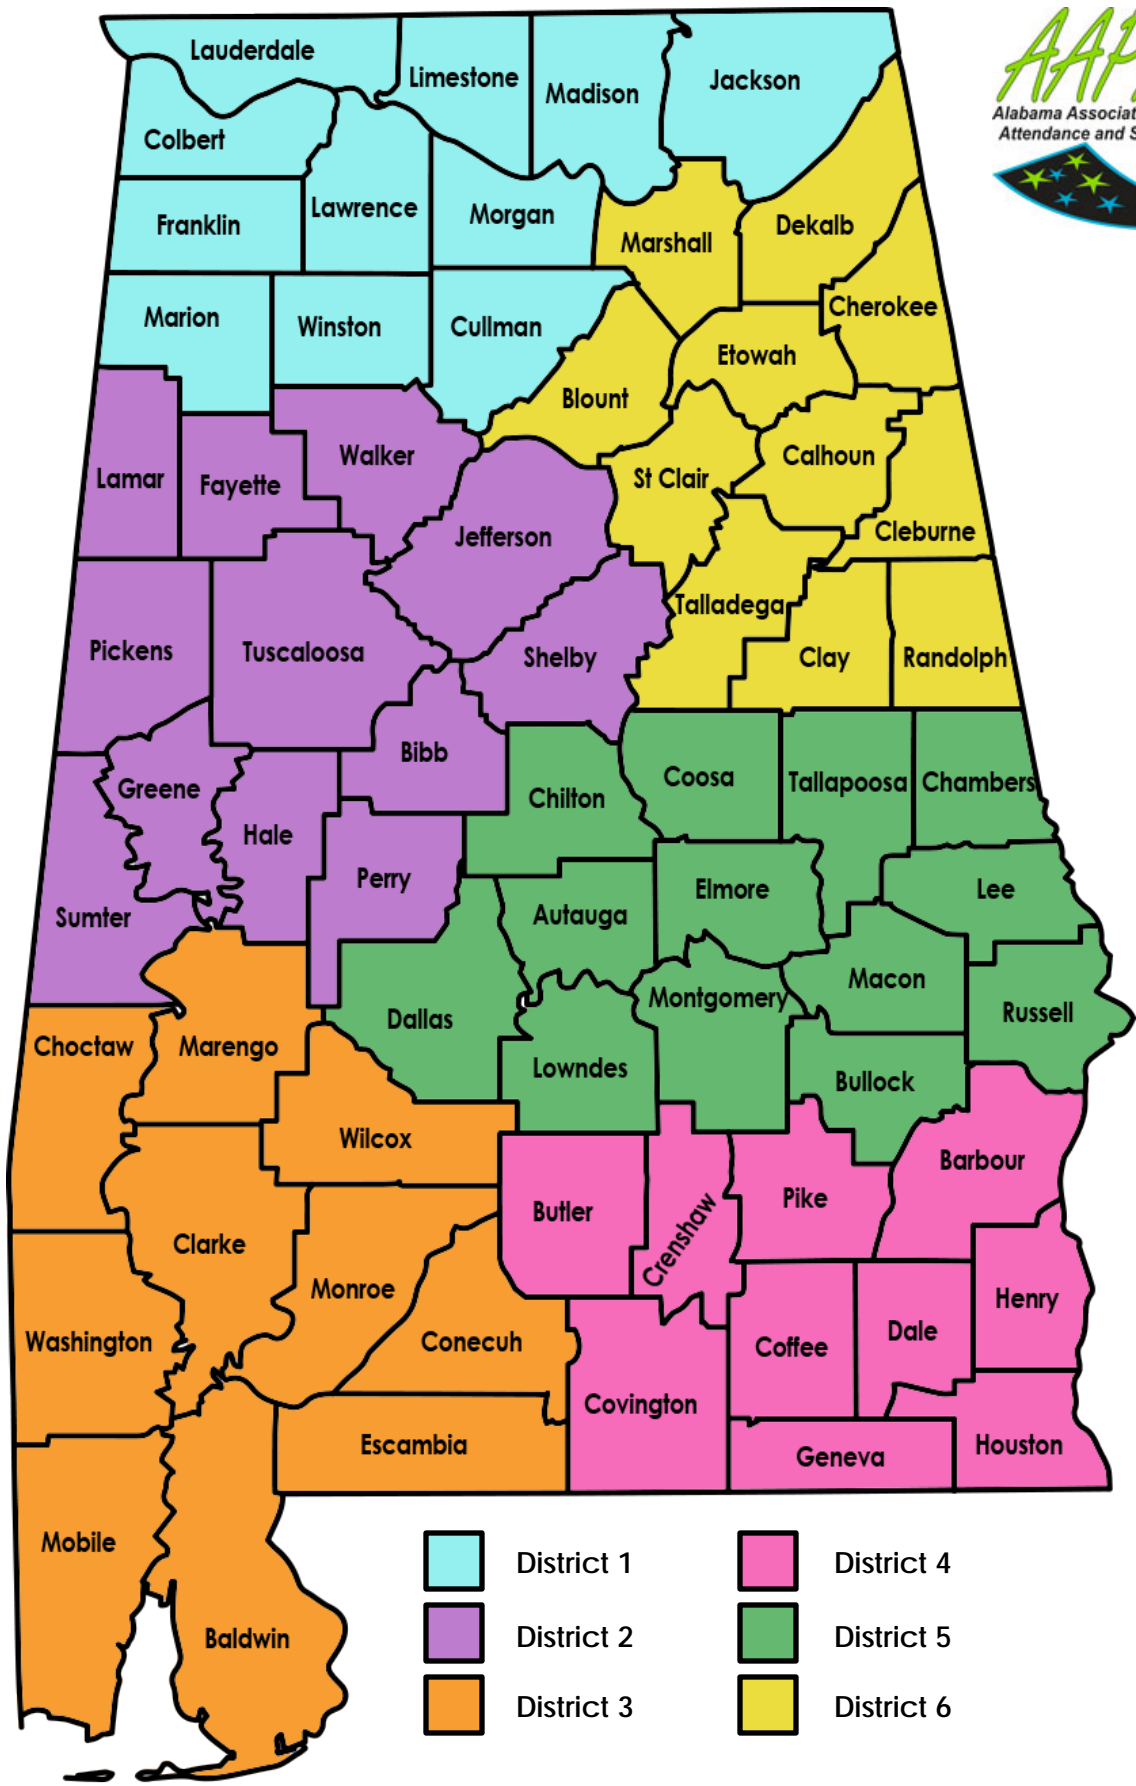 AAP
Alabama Associat
Attendance and S
Lauderdale
Limestone
Madison
Jackson
Colbert
Franklin
Lawrence
Morgan
Marshall
Dekalb
Cherokee
Marion
Winston
Cullman
Etowah
Blount
Lamar
Fayette
Walker
St Clair
Calhoun
Jefferson
Cleburne
Talladega
Pickens
Tuscaloosa
Shelby
Clay
Randolph
Bibb
Greene
Hale
Chilton
Coosa
Tallapoosa
Chambers
Perry
Sumter
Autauga
Elmore
Lee
Macon
Montgomery
Russell
Dallas
Choctaw
Marengo
Lowndes
Bullock
Wilcox
Barbour
Butler
Crenshaw
Pike
Clarke
Monroe
Henry
Washington
Conecuh
Coffee
Dale
Covington
Escambia
Geneva
Houston
Mobile
Baldwin
District 1
District 4
District 2
District 5
District 3
District 6